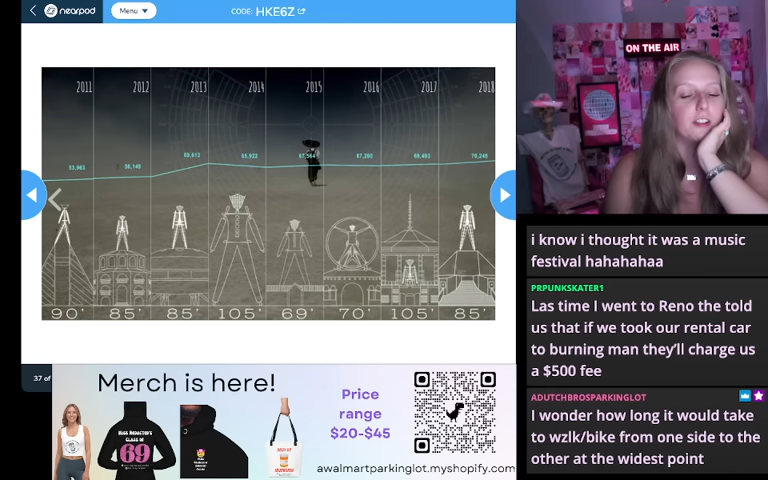 nearpod
Menu
CODE: HKE6Z
2011 2012 2013 2014 2015 2016 2017 2018
53,963 56,149 69,613 65,922 67,564 67,290 69,493 70,248
90' 85' 85' 105' 69' 70' 105' 85'
37 of
Merch is here!
Price
range
$20-$45
CLASS OF
69
awalmartparkinglot.myshopify.com
ON THE AIR
i know i thought it was a music
festival hahahahaa
PRPUNKSKATER1
Las time I went to Reno the told
us that if we took our rental car
to burning man they'll charge us
a $500 fee
ADUTCHBROSPARKINGLOT
I wonder how long it would take
to wzlk/bike from one side to the
other at the widest point